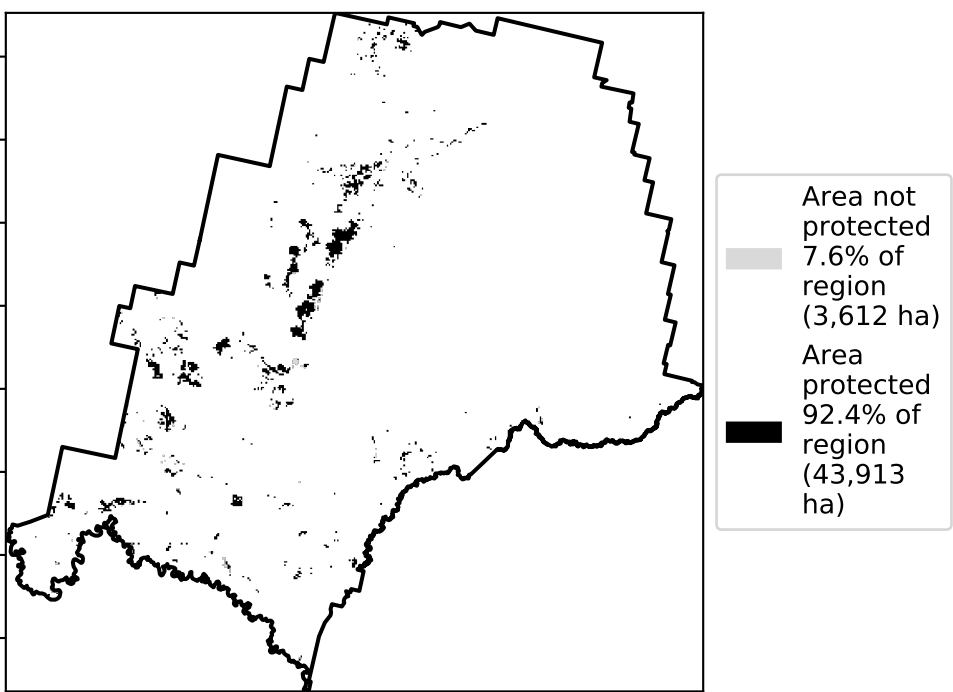 Area not
protected
7.6% of
region
(3,612 ha)
Area
protected
92.4% of
region
(43,913
ha)